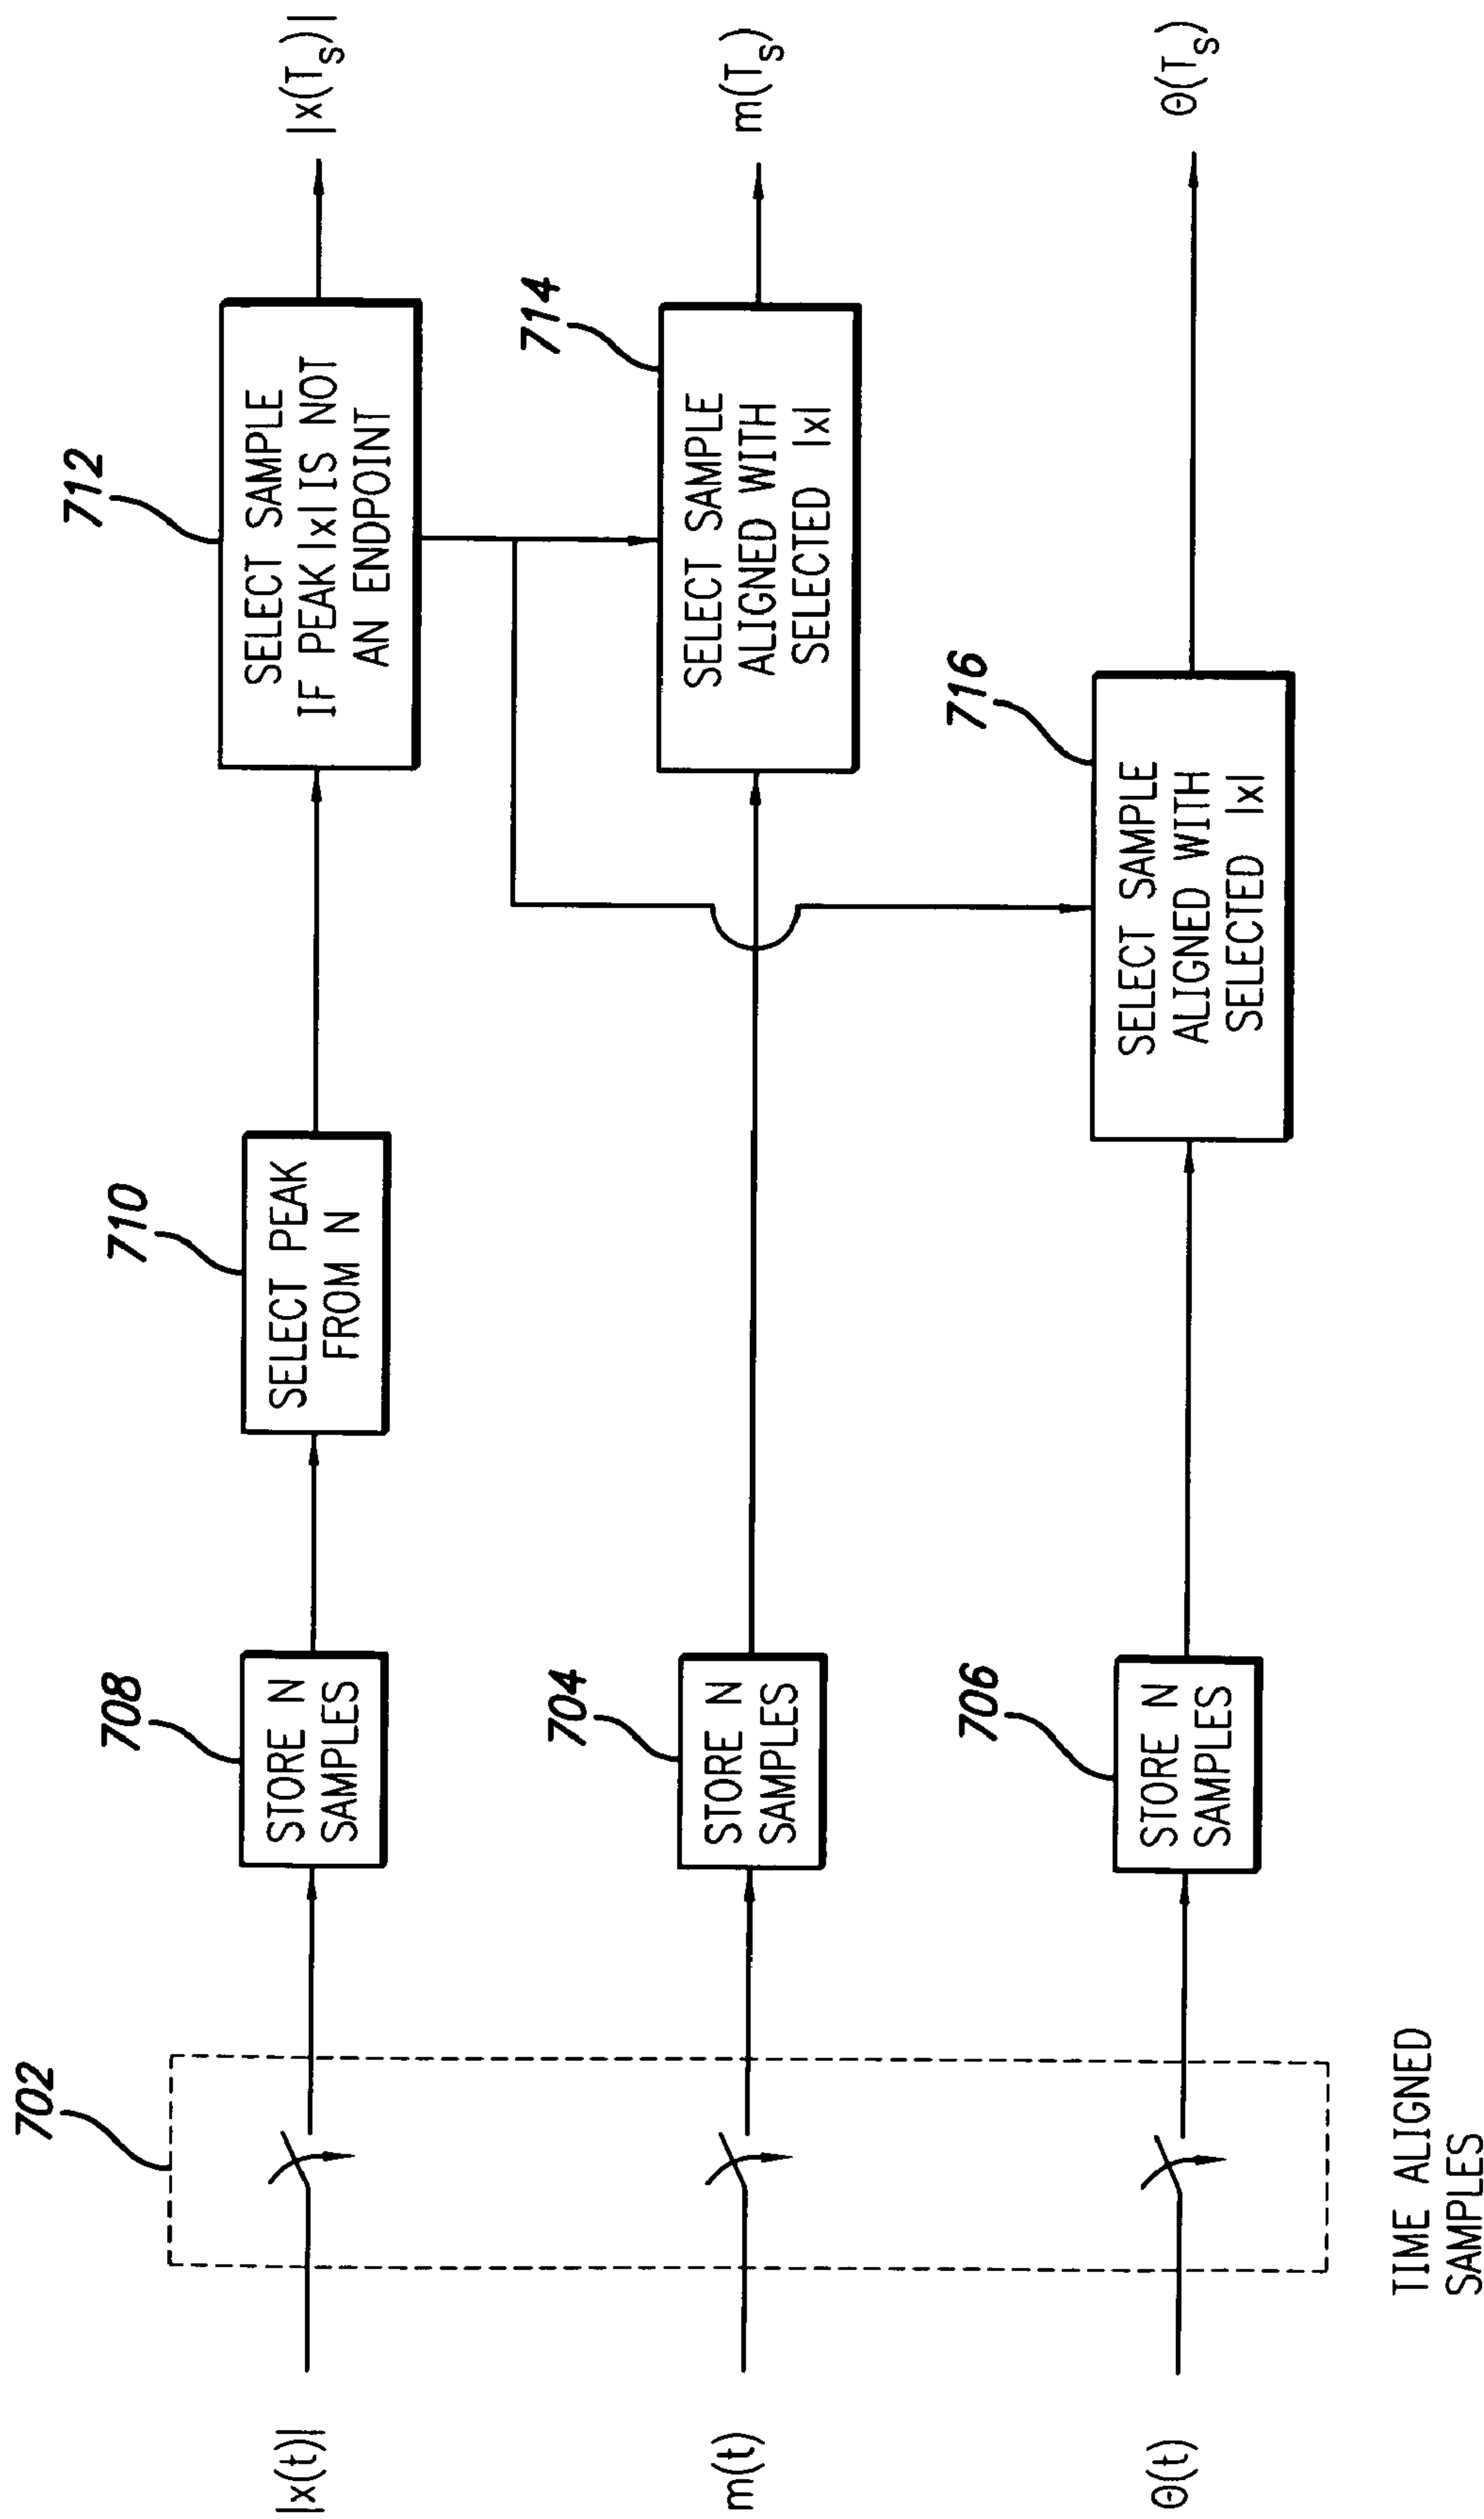 702
708
710
712
|x(t)|
STORE N
SAMPLES
SELECT PEAK
FROM N
SELECT SAMPLE
IF PEAK|x|IS NOT
AN ENDPOINT
|x(Ts)|
704
714
m(t)
STORE N
SAMPLES
SELECT SAMPLE
ALIGNED WITH
SELECTED |x|
m(Ts)
706
716
Θ(t)
STORE N
SAMPLES
SELECT SAMPLE
ALIGNED WITH
SELECTED |x|
Θ(Ts)
TIME ALIGNED
SAMPLES